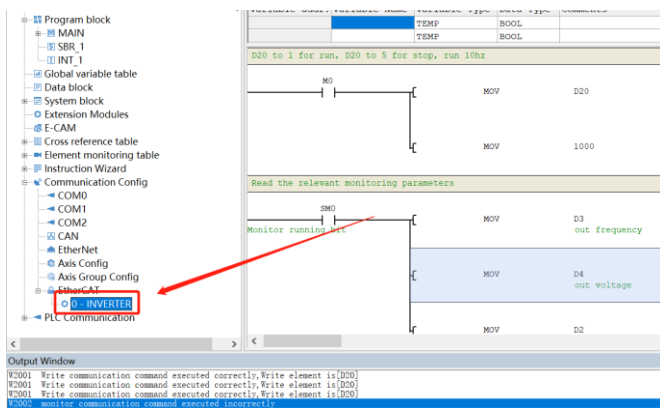 Program block
MAIN
SBR_1
INT_1
Global variable table
Data block
System block
Extension Modules
E-CAM
Cross reference table
Element monitoring table
Instruction Wizard
Communication Config
COM0
COM1
COM2
CAN
EtherNet
Axis Config
Axis Group Config
EtherCAT
0 - INVERTER
PLC Communication
Variable addr. Variable Name Variable Type Data Type Comments
TEMP BOOL
TEMP BOOL
D20 to 1 for run, D20 to 5 for stop, run 10hz
M0
MOV D20
MOV 1000
Read the relevant monitoring parameters
SM0
MOV D3
Monitor running bit
out frequency
MOV D4
out voltage
MOV D2
Output Window
W2001 Write communication command executed correctly,Write element is[D20]
W2001 Write communication command executed correctly,Write element is[D20]
W2001 Write communication command executed correctly,Write element is[D20]
W2002 monitor communication command executed incorrectly